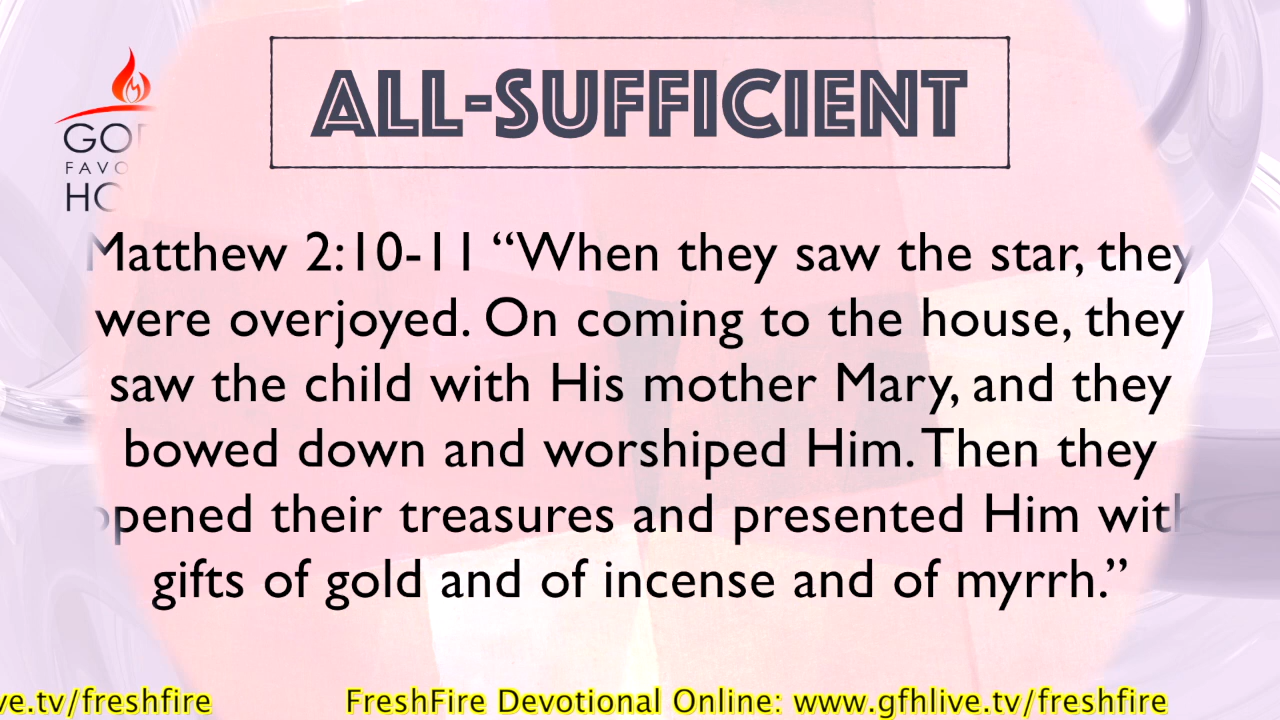 ALL-SUFFICIENT
GOD
FAVO
HO
Matthew 2:10-11 “When they saw the star, they
were overjoyed. On coming to the house, they
saw the child with His mother Mary, and they
bowed down and worshiped Him. Then they
opened their treasures and presented Him with
gifts of gold and of incense and of myrrh.”
ve.tv/freshfire FreshFire Devotional Online: www.gfhlive.tv/freshfire